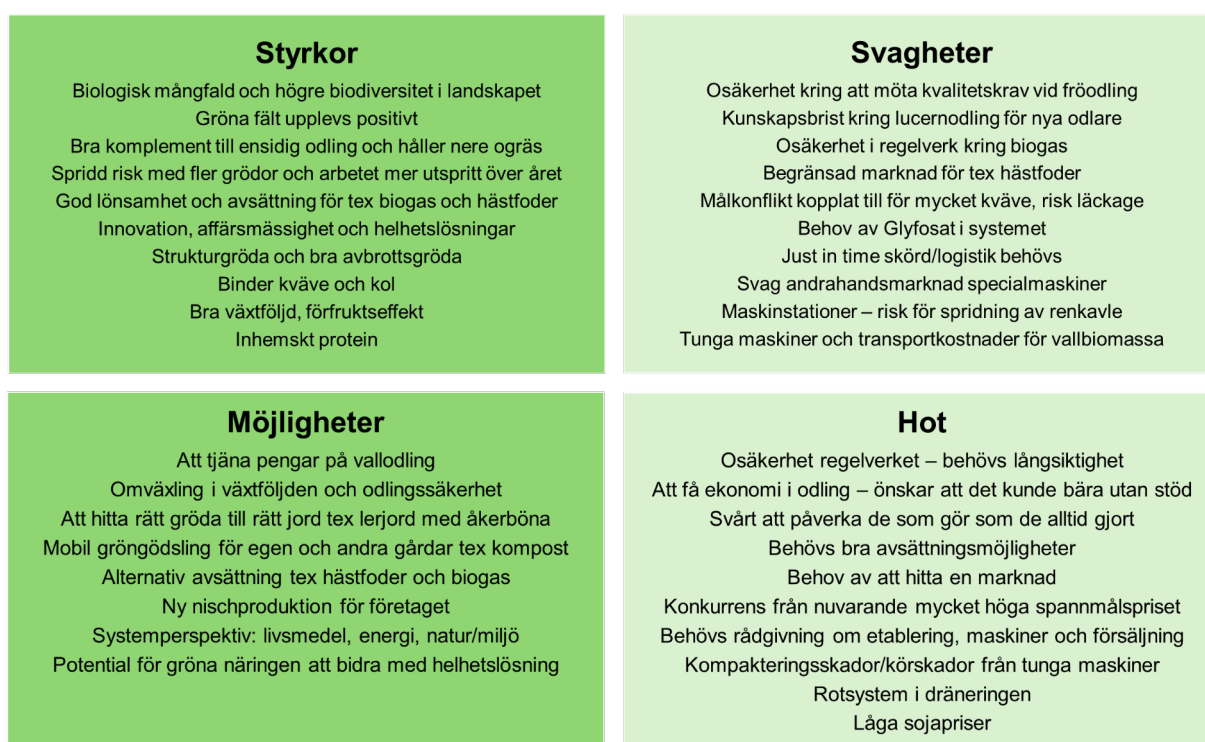 Styrkor
Biologisk mångfald och högre biodiversitet i landskapet
Gröna fält upplevs positivt
Bra komplement till ensidig odling och håller nere ogräs
Spridd risk med fler grödor och arbetet mer utspritt över året
God lönsamhet och avsättning för tex biogas och hästfoder
Innovation, affärsmässighet och helhetslösningar
Strukturgröda och bra avbrottsgröda
Binder kväve och kol
Bra växtföljd, förfruktseffekt
Inhemskt protein
Svagheter
Osäkerhet kring att möta kvalitetskrav vid fröodling
Kunskapsbrist kring lucernodling för nya odlare
Osäkerhet i regelverk kring biogas
Begränsad marknad för tex hästfoder
Målkonflikt kopplat till för mycket kväve, risk läckage
Behov av Glyfosat i systemet
Just in time skörd/logistik behövs
Svag andrahandsmarknad specialmaskiner
Maskinstationer – risk för spridning av renkavle
Tunga maskiner och transportkostnader för vallbiomassa
Möjligheter
Att tjäna pengar på vallodling
Omväxling i växtföljden och odlingssäkerhet
Att hitta rätt gröda till rätt jord tex lerjord med åkerböna
Mobil gröngödsling för egen och andra gårdar tex kompost
Alternativ avsättning tex hästfoder och biogas
Ny nischproduktion för företaget
Systemperspektiv: livsmedel, energi, natur/miljö
Potential för gröna näringen att bidra med helhetslösning
Hot
Osäkerhet regelverket – behövs långsiktighet
Att få ekonomi i odling – önskar att det kunde bära utan stöd
Svårt att påverka de som gör som de alltid gjort
Behövs bra avsättningsmöjligheter
Behov av att hitta en marknad
Konkurrens från nuvarande mycket höga spannmålspriset
Behövs rådgivning om etablering, maskiner och försäljning
Kompakteringsskador/körskador från tunga maskiner
Rotsystem i dräneringen
Låga sojapriser